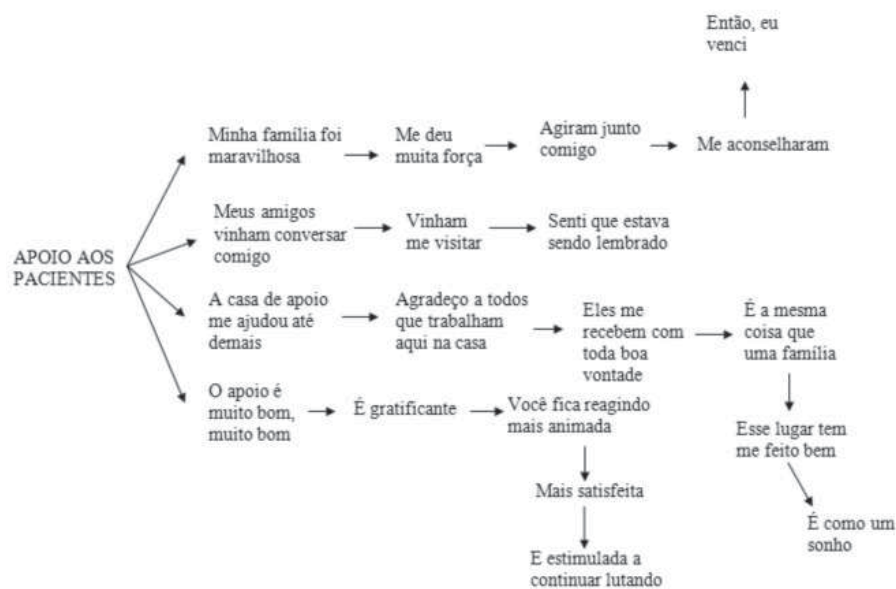 Então, eu
venci
Minha família foi
maravilhosa
Me deu
muita força
Agiram junto
comigo
Me aconselharam
Meus amigos
vinham conversar
comigo
Vinham
me visitar
Senti que estava
sendo lembrado
APOIO AOS
PACIENTES
A casa de apoio
me ajudou até
demais
Agradeço a todos
que trabalham
aqui na casa
Eles me
recebem com
toda boa
vontade
É a mesma
coisa que
uma família
O apoio é
muito bom,
muito bom
É gratificante
Você fica reagindo
mais animada
Esse lugar tem
me feito bem
Mais satisfeita
É como um
sonho
E estimulada a
continuar lutando